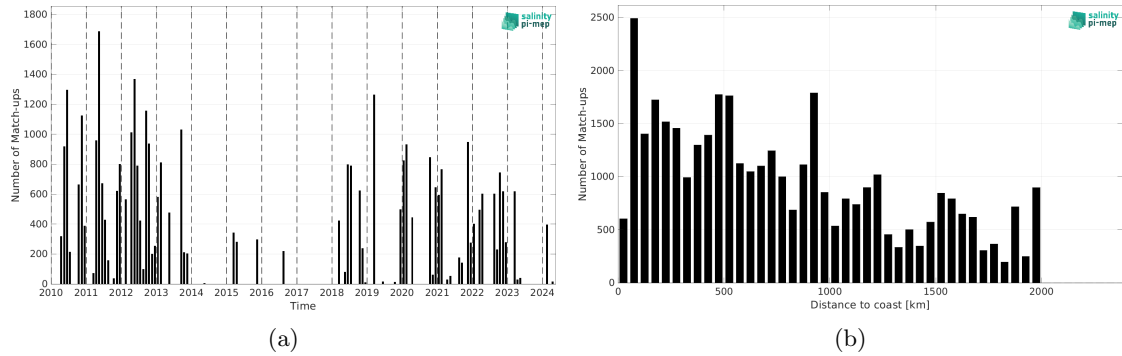 salinity
pi-mep
1800
1600
1400
1200
1000
800
600
400
200
0
Number of Match-ups
2010 2011 2012 2013 2014 2015 2016 2017 2018 2019 2020 2021 2022 2023 2024
Time
(a)
salinity
pi-mep
2500
2000
1500
1000
500
0
Number of Match-ups
0 500 1000 1500 2000
Distance to coast [km]
(b)